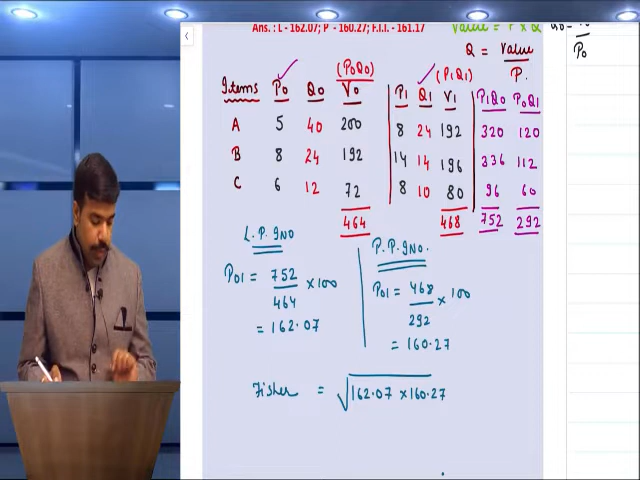 Ans. : L - 162.07; P - 160.27; F.I.I. - 161.17
Value = P × Q
Q = Value / P
P0
(P0Q0) (P1Q1)
Items P0 Q0 V0 P1 Q1 V1 P1Q0 P0Q1
A 5 40 200 8 24 192 320 120
B 8 24 192 14 14 196 336 112
C 6 12 72 8 10 80 96 60
464 468 752 292
L.P. INO
P01 = 752 / 464 × 100
= 162.07
P.P. INO.
P01 = 468 / 292 × 100
= 160.27
Fisher = √162.07 × 160.27